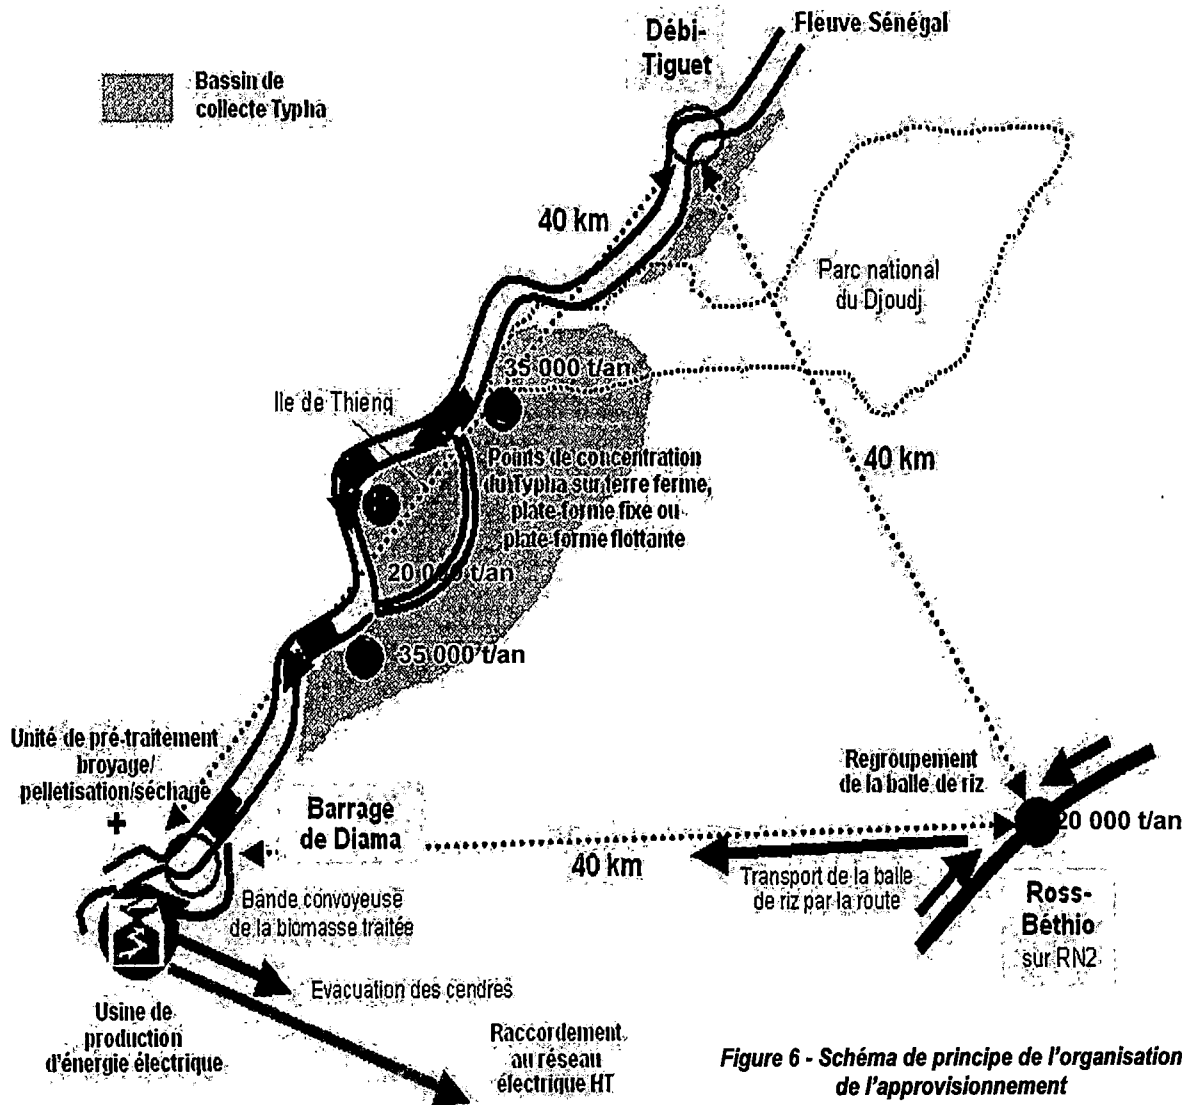 Débi-
Tiguet
Fleuve Sénégal
Bassin de
collecte Typha
40 km
Parc national
du Djoudj
35 000 t/an
Ile de Thienq
40 km
Points de concentration
du Typha sur terre ferme,
plate-forme fixe ou
plate-forme flottante
20 000 t/an
35 000 t/an
Unité de pré-traitement
broyage/
pelletisation/séchage
+
Barrage
de Diama
Regroupement
de la balle de riz
20 000 t/an
40 km
Transport de la balle
de riz par la route
Ross-
Béthio
sur RN2
Bande convoyeuse
de la biomasse traitée
Evacuation des cendres
Usine de
production
d'énergie électrique
Raccordement
au réseau
électrique HT
Figure 6 - Schéma de principe de l'organisation
de l'approvisionnement